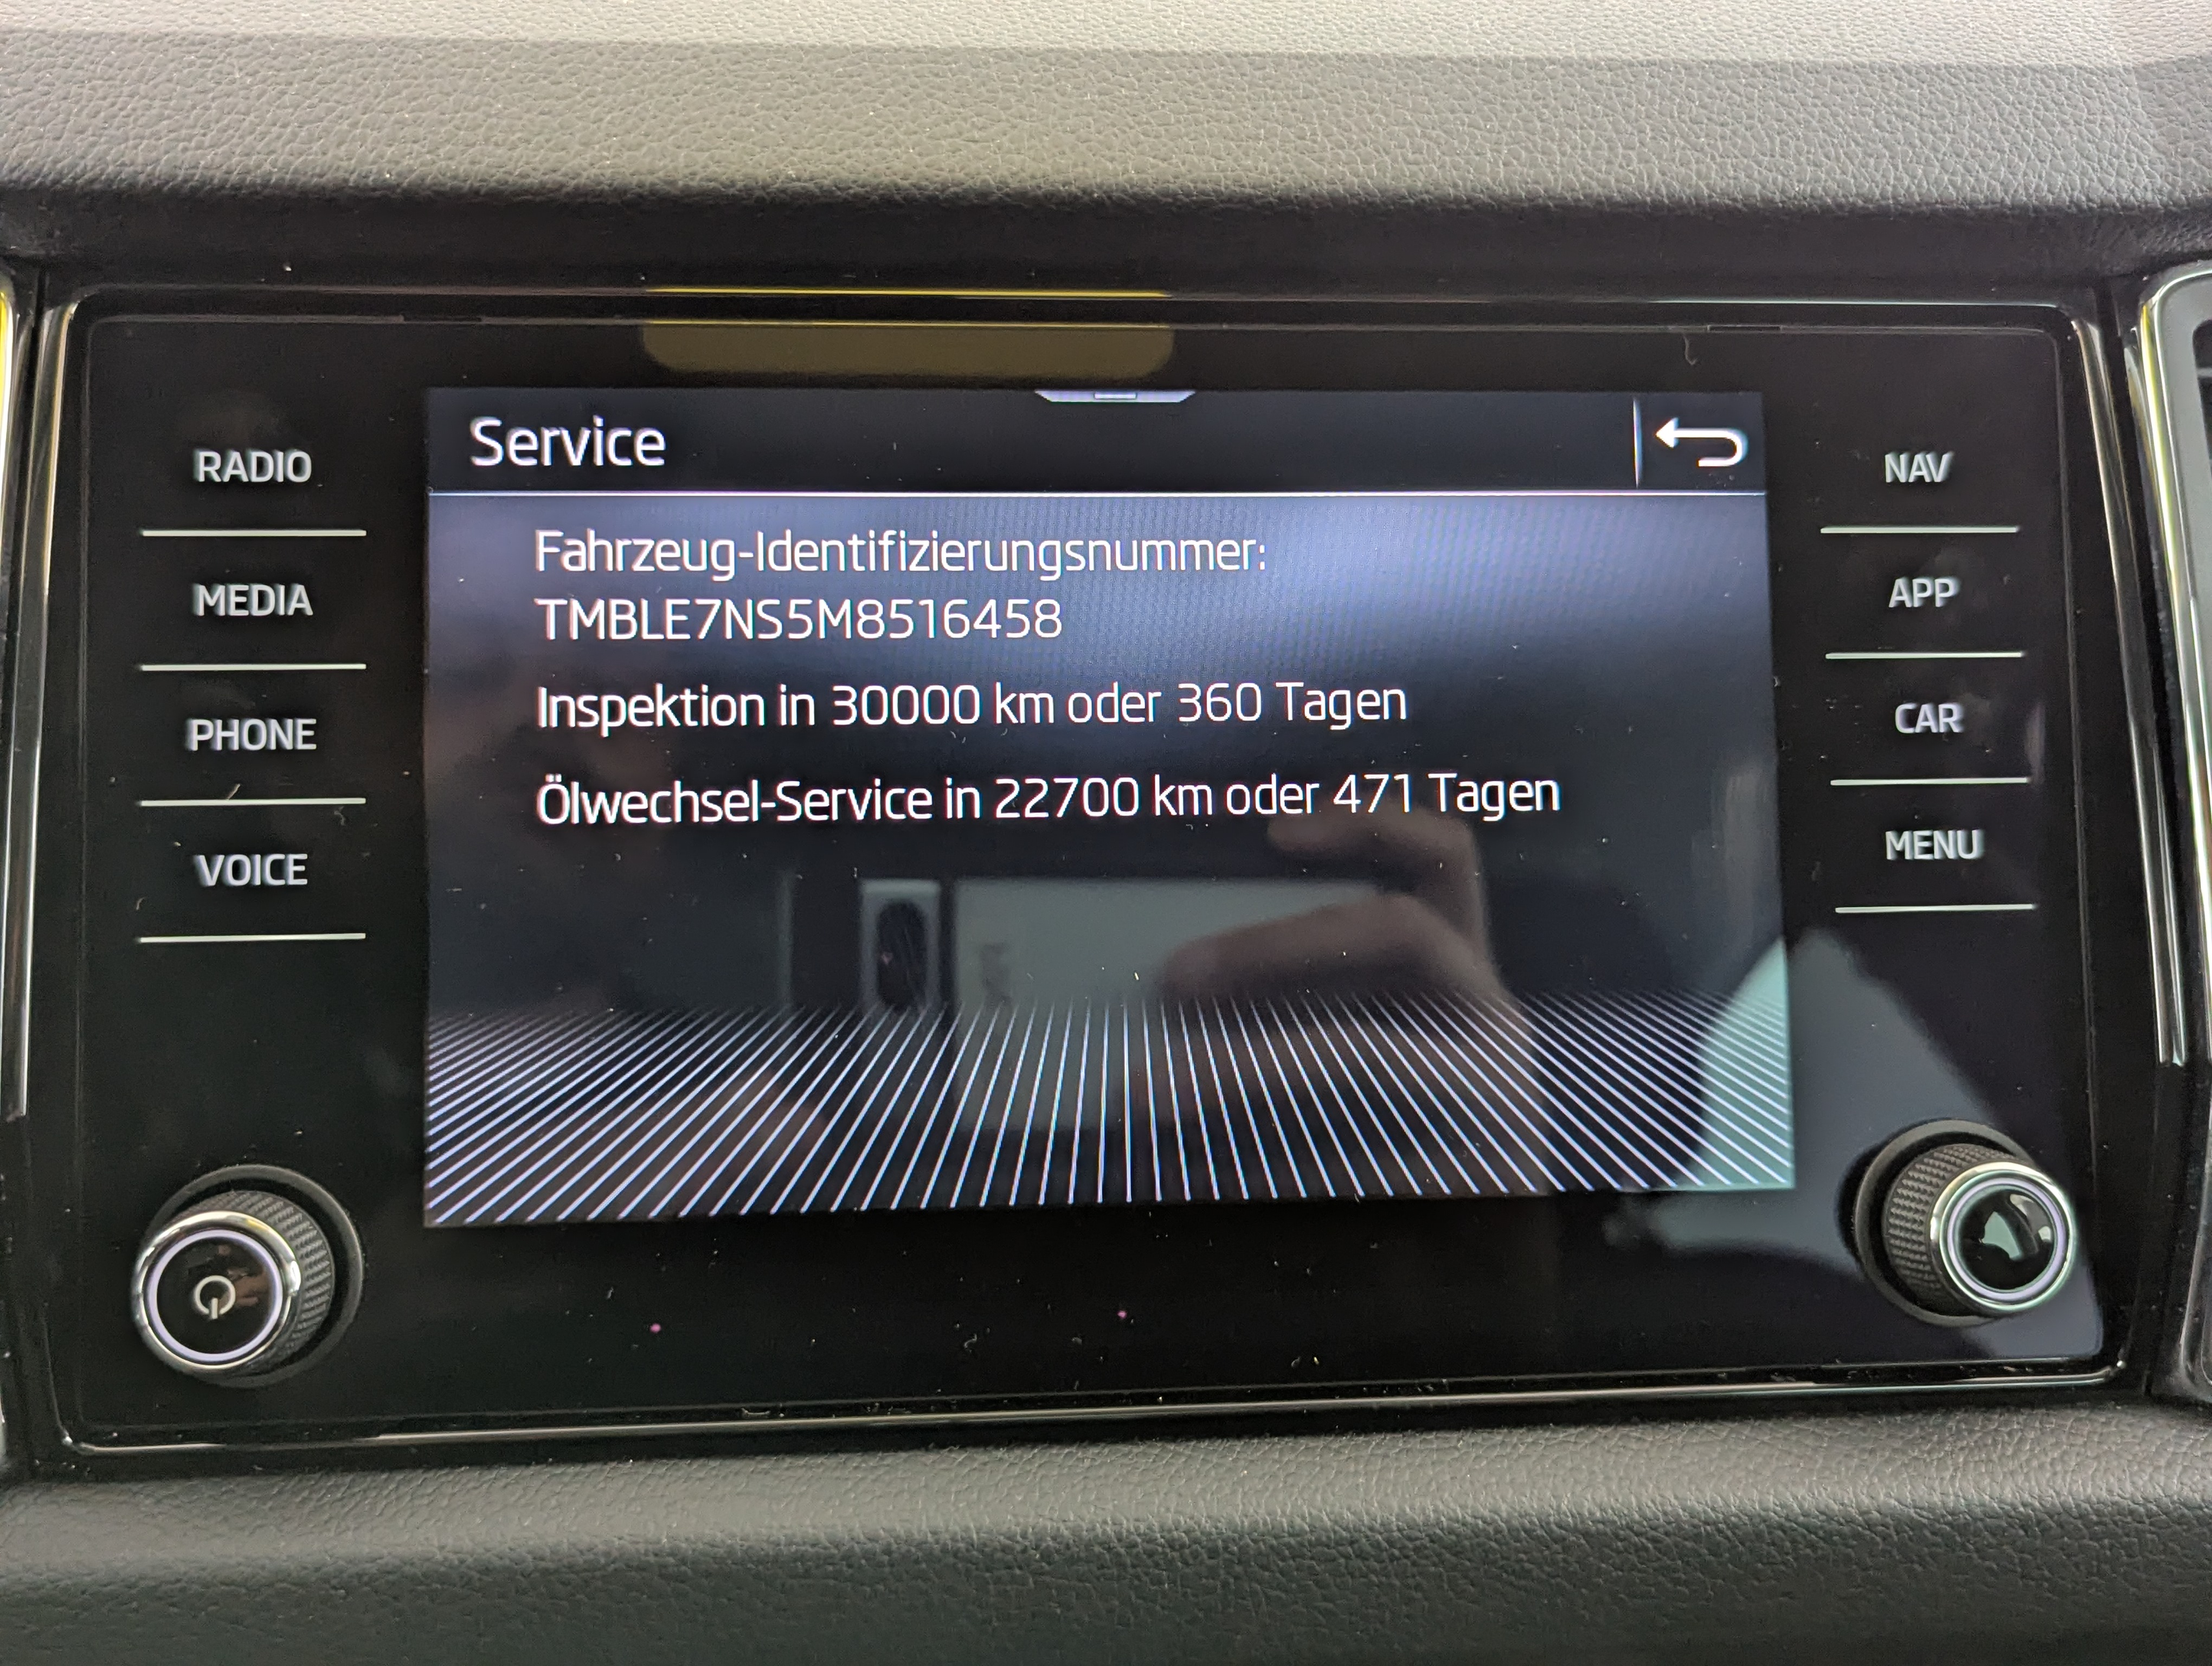 Service
Fahrzeug-Identifizierungsnummer:
TMBLE7NS5M8516458
Inspektion in 30000 km oder 360 Tagen
Ölwechsel-Service in 22700 km oder 471 Tagen
RADIO
MEDIA
PHONE
VOICE
NAV
APP
CAR
MENU